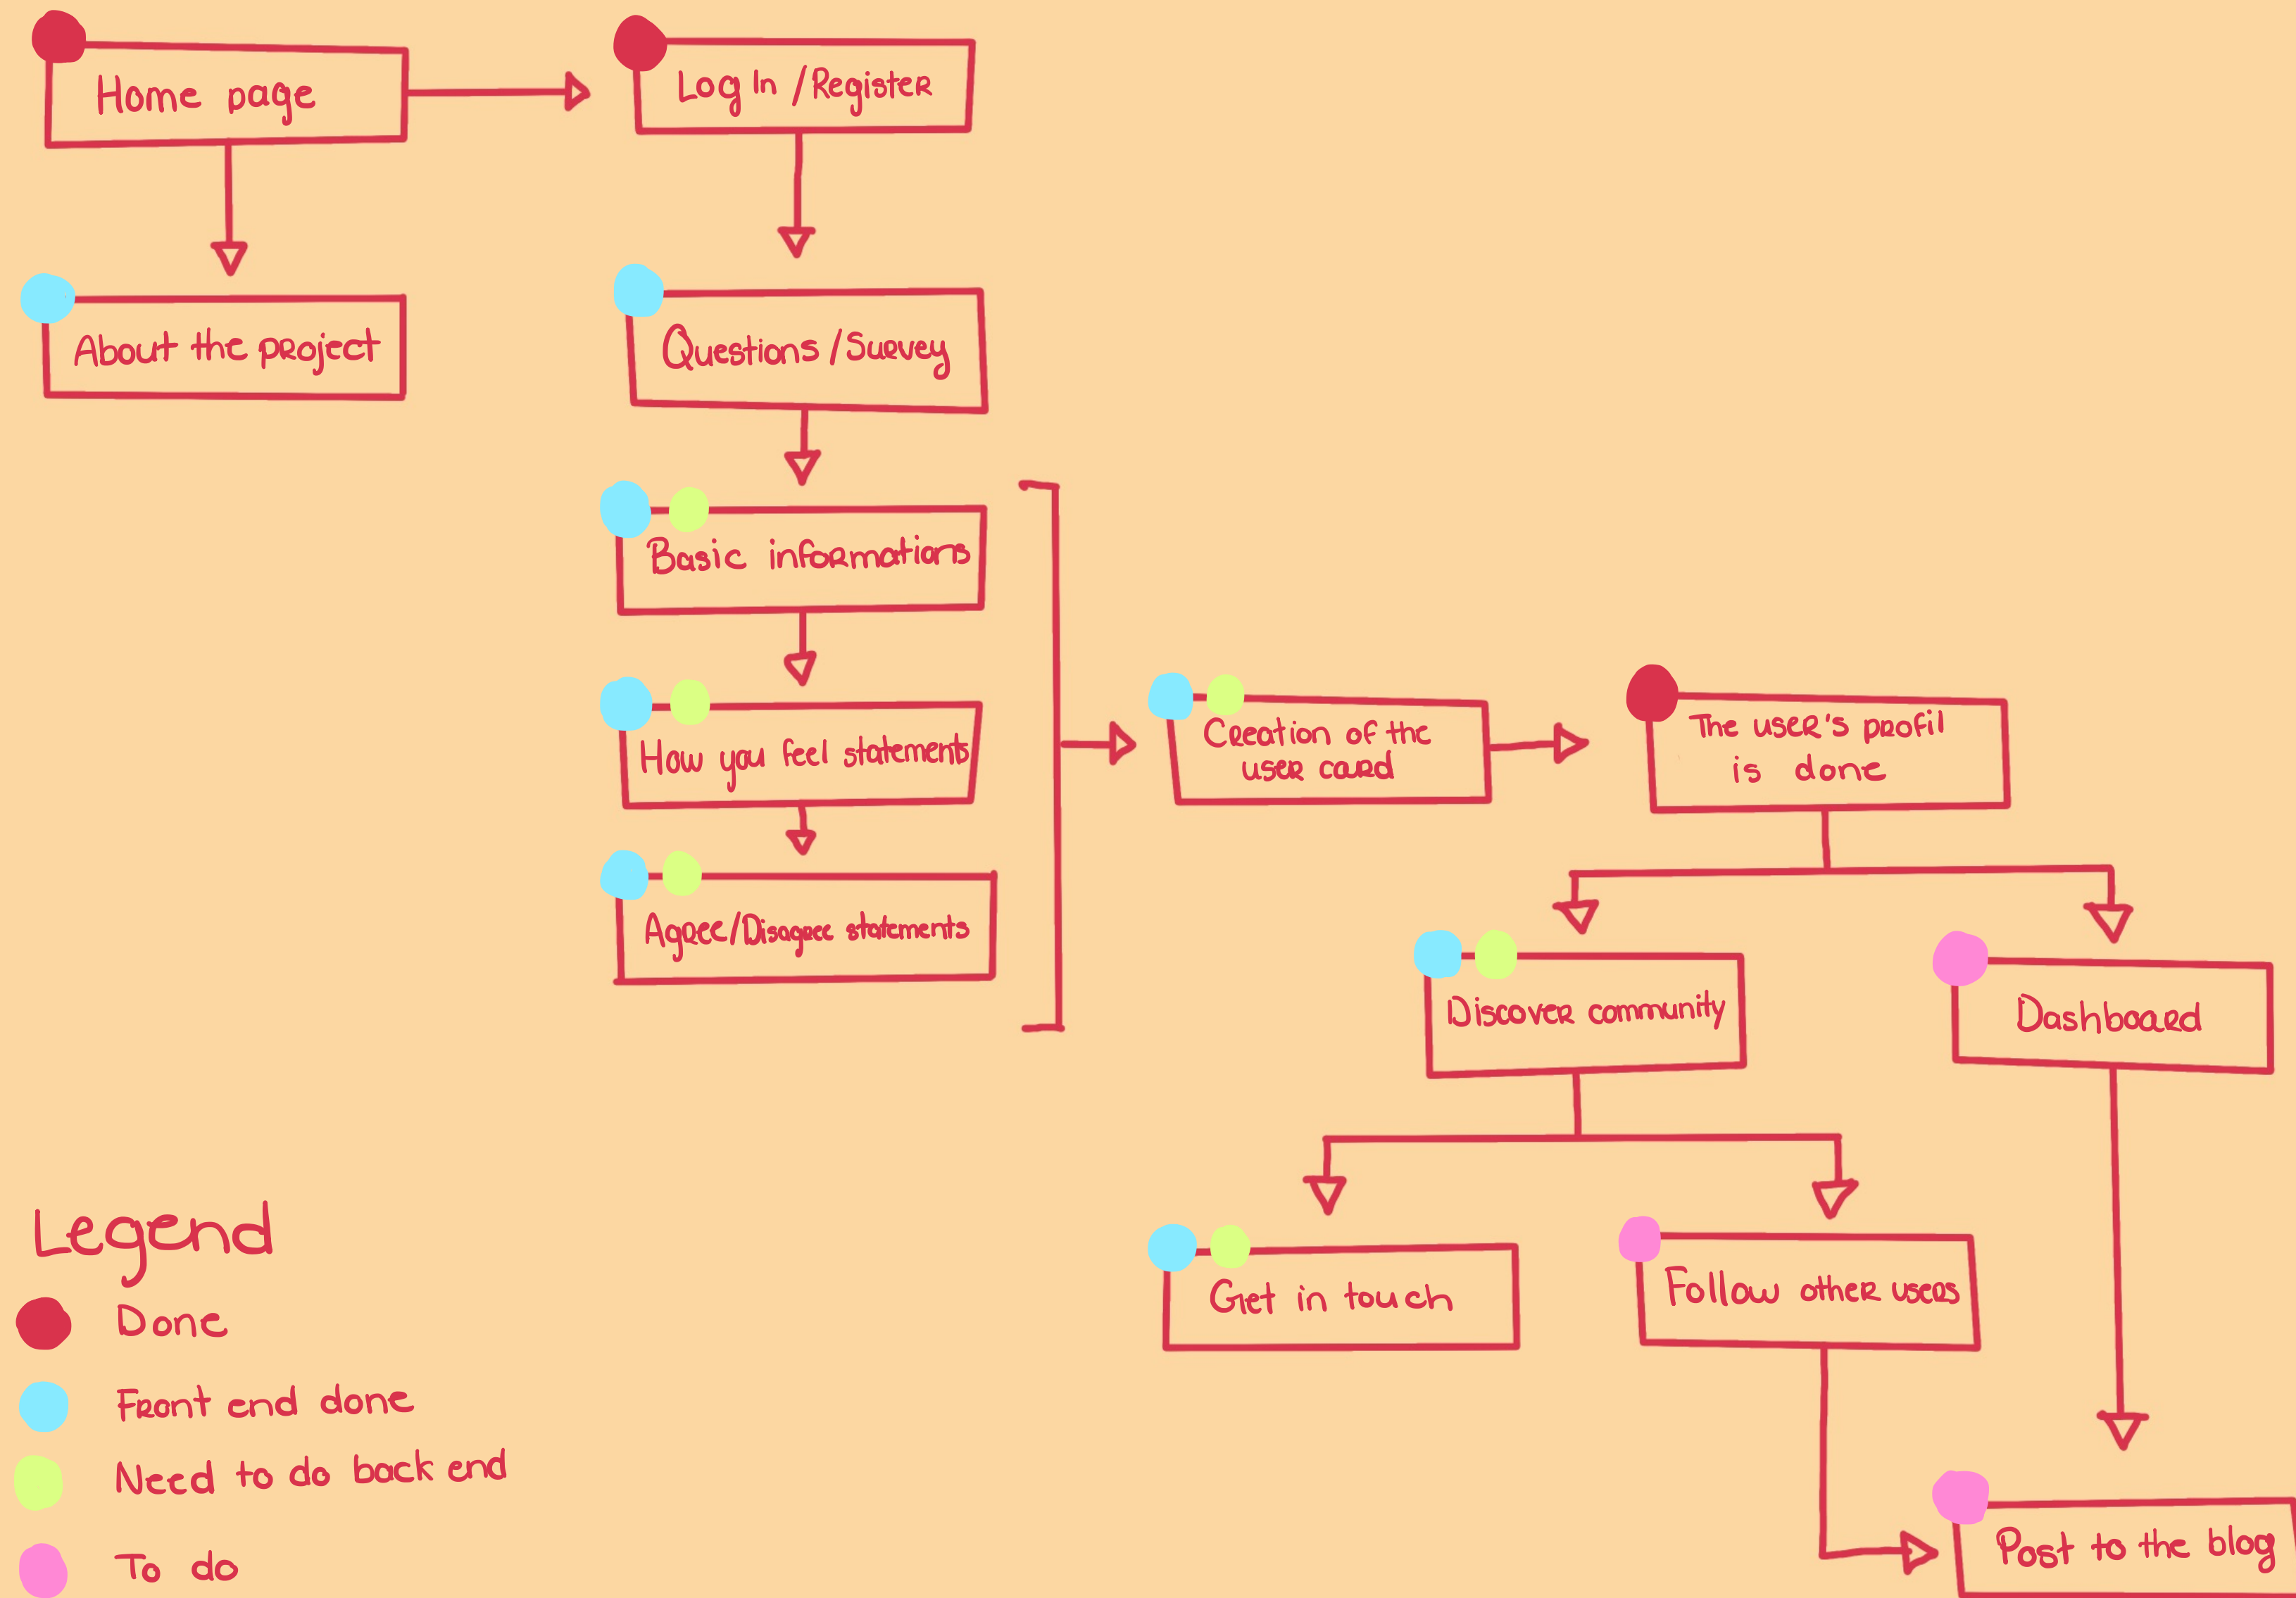 Home page
Log In / Register
About the project
Questions / Survey
Basic informations
How you feel statements
Agree/Disagree statements
Creation of the
user card
The user's profil
is done
Discover community
Dashboard
Get in touch
Follow other users
Post to the blog
Legend
Done
Front end done
Need to do back end
To do